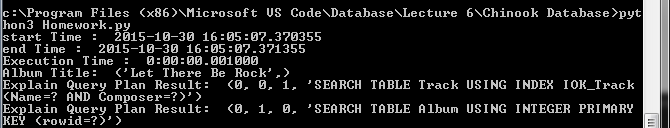 c:\Program Files (x86)\Microsoft VS Code\Database\Lecture 6\Chinook Database>pyt
hon3 Homework.py
start Time :  2015-10-30 16:05:07.370355
end Time :  2015-10-30 16:05:07.371355
Execution Time :  0:00:00.001000
Album Title:  ('Let There Be Rock',)
Explain Query Plan Result:  (0, 0, 1, 'SEARCH TABLE Track USING INDEX IOK_Track
(Name=? AND Composer=?)')
Explain Query Plan Result:  (0, 1, 0, 'SEARCH TABLE Album USING INTEGER PRIMARY
KEY (rowid=?)')